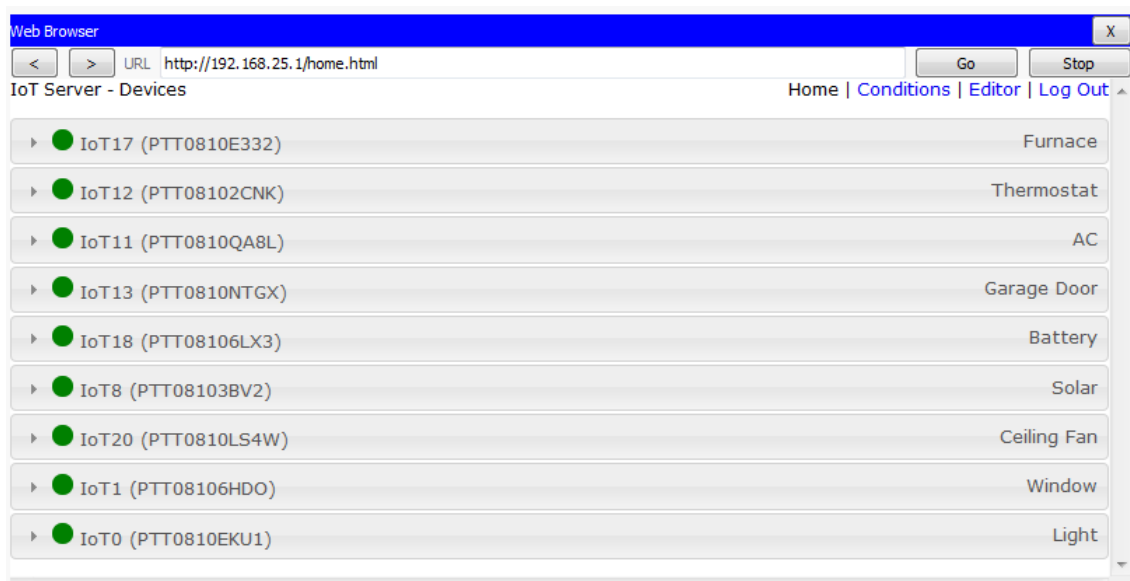 Web Browser X
< > URL http://192.168.25.1/home.html Go Stop
IoT Server - Devices Home | Conditions | Editor | Log Out
IoT17 (PTT0810E332) Furnace
IoT12 (PTT08102CNK) Thermostat
IoT11 (PTT0810QA8L) AC
IoT13 (PTT0810NTGX) Garage Door
IoT18 (PTT08106LX3) Battery
IoT8 (PTT08103BV2) Solar
IoT20 (PTT0810LS4W) Ceiling Fan
IoT1 (PTT08106HDO) Window
IoT0 (PTT0810EKU1) Light